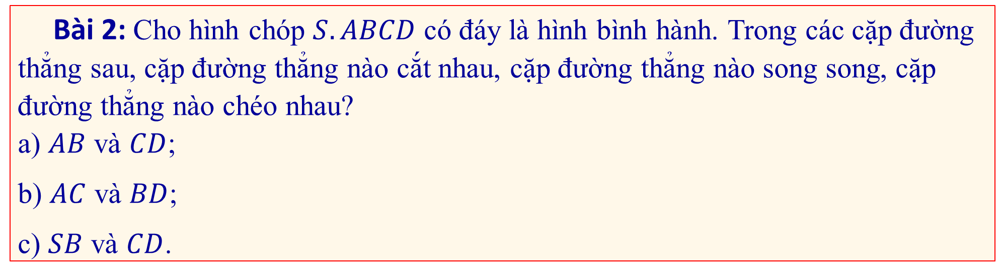 Bài 2: Cho hình chóp S.ABCD có đáy là hình bình hành. Trong các cặp đường
thẳng sau, cặp đường thẳng nào cắt nhau, cặp đường thẳng nào song song, cặp
đường thẳng nào chéo nhau?
a) AB và CD;
b) AC và BD;
c) SB và CD.